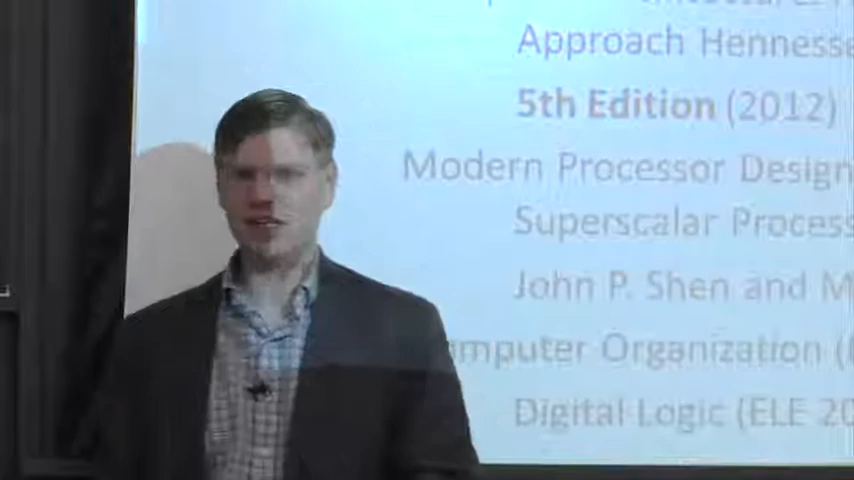 Approach Hennesse
5th Edition (2012)
Modern Processor Design
Superscalar Process
John P. Shen and M
mputer Organization (
Digital Logic (ELE 20